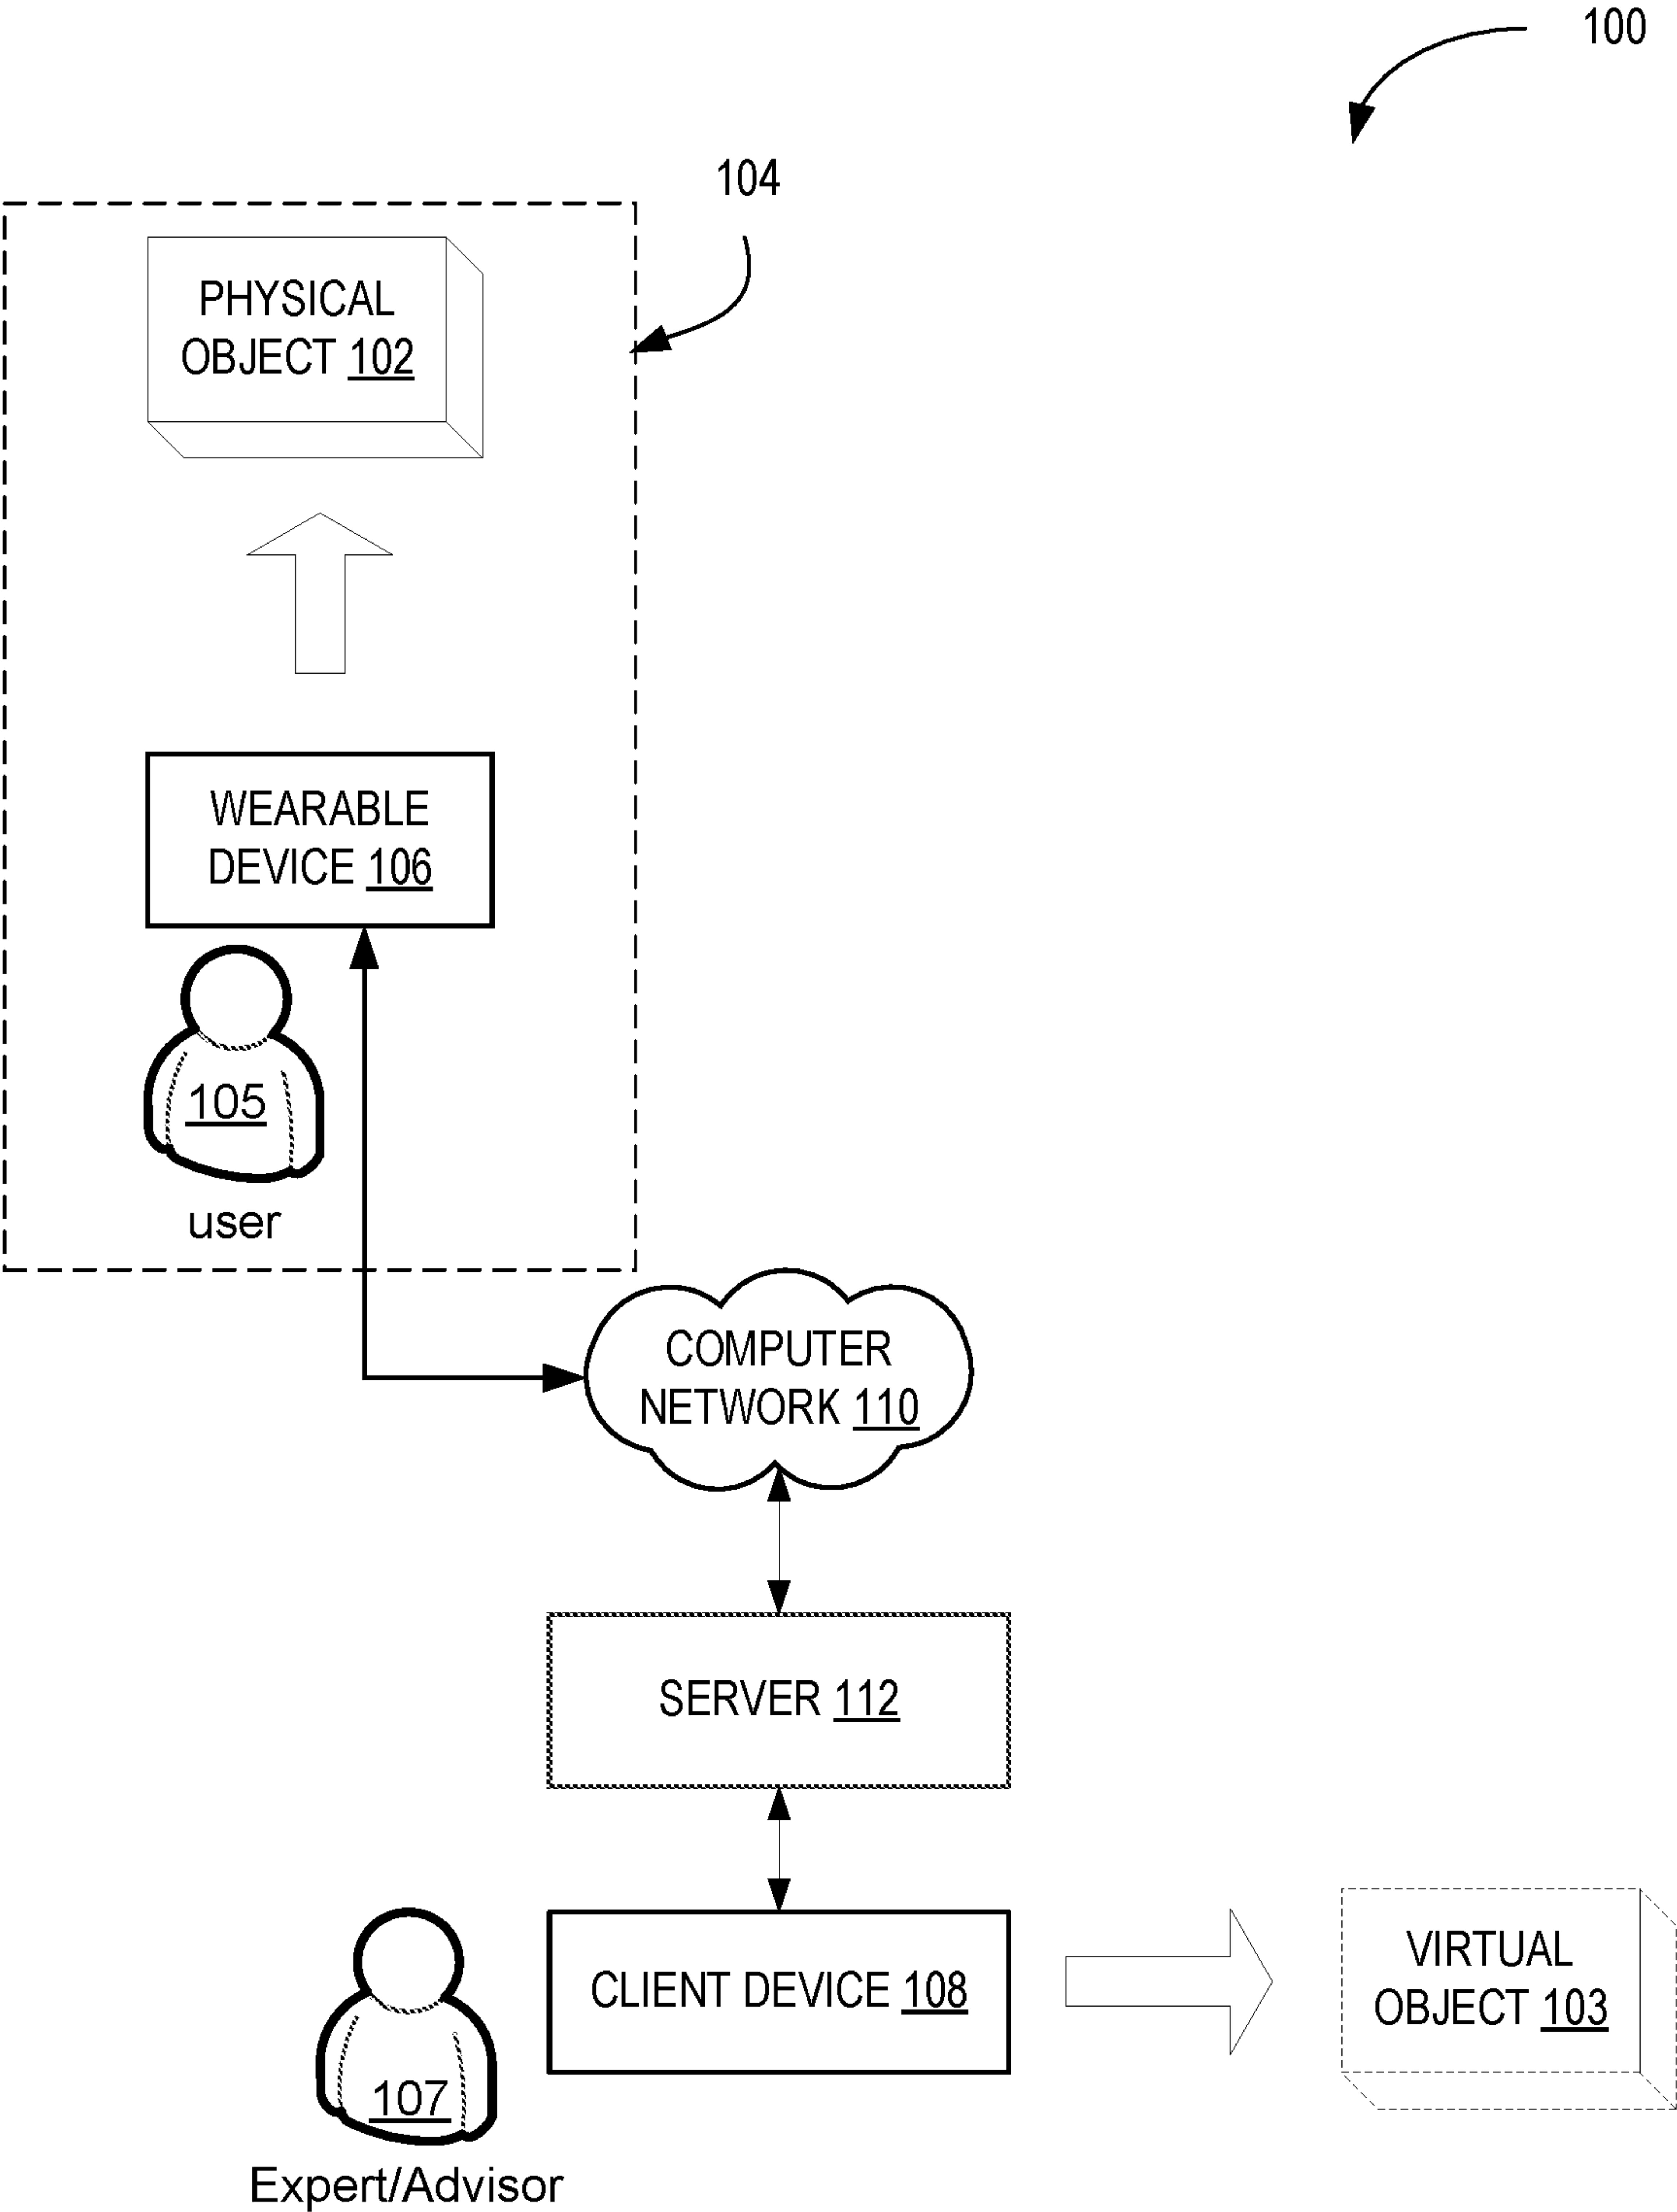 100
104
PHYSICAL
OBJECT 102
WEARABLE
DEVICE 106
105
user
COMPUTER
NETWORK 110
SERVER 112
CLIENT DEVICE 108
VIRTUAL
OBJECT 103
107
Expert/Advisor